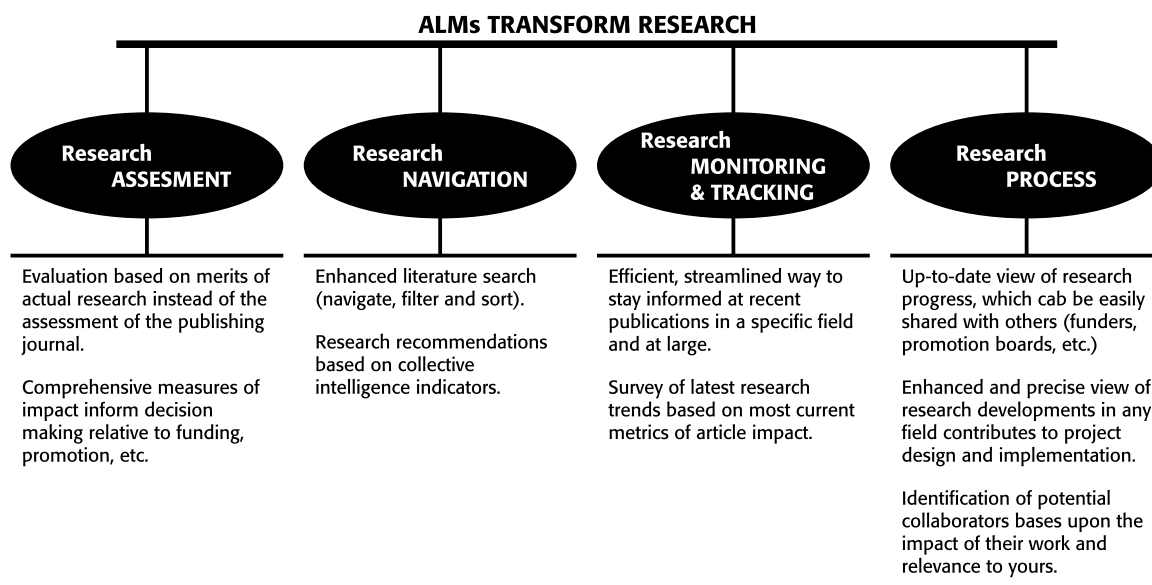 ALMs TRANSFORM RESEARCH
Research
ASSESMENT
Evaluation based on merits of
actual research instead of the
assessment of the publishing
journal.
Comprehensive measures of
impact inform decision
making relative to funding,
promotion, etc.
Research
NAVIGATION
Enhanced literature search
(navigate, filter and sort).
Research recommendations
based on collective
intelligence indicators.
Research
MONITORING
& TRACKING
Efficient, streamlined way to
stay informed at recent
publications in a specific field
and at large.
Survey of latest research
trends based on most current
metrics of article impact.
Research
PROCESS
Up-to-date view of research
progress, which cab be easily
shared with others (funders,
promotion boards, etc.)
Enhanced and precise view of
research developments in any
field contributes to project
design and implementation.
Identification of potential
collaborators bases upon the
impact of their work and
relevance to yours.